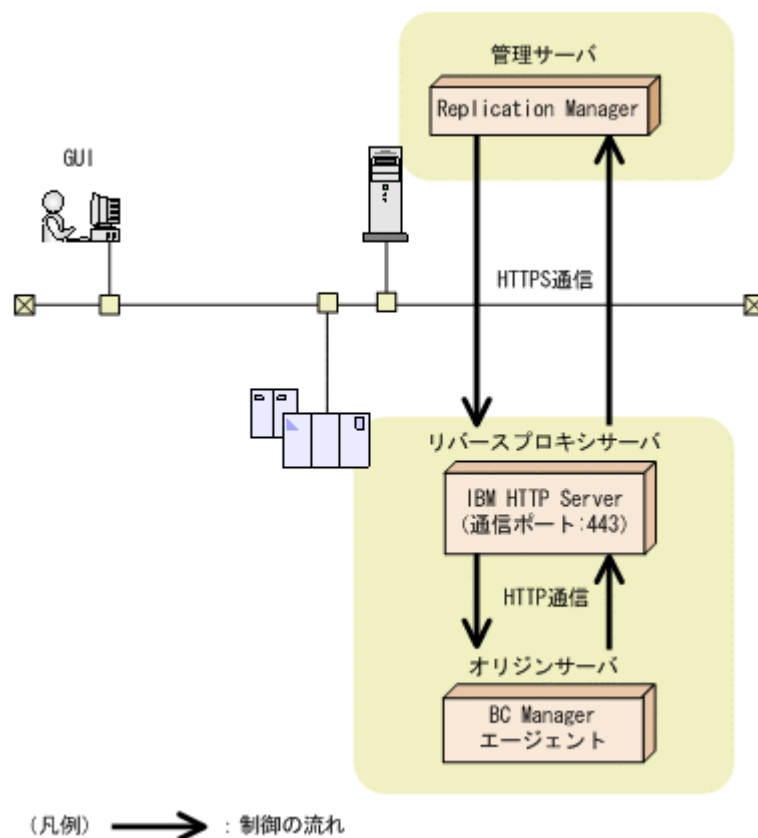 管理サーバ
Replication Manager
GUI
HTTPS通信
リバースプロキシサーバ
IBM HTTP Server
(通信ポート:443)
HTTP通信
オリジンサーバ
BC Manager
エージェント
(凡例) : 制御の流れ